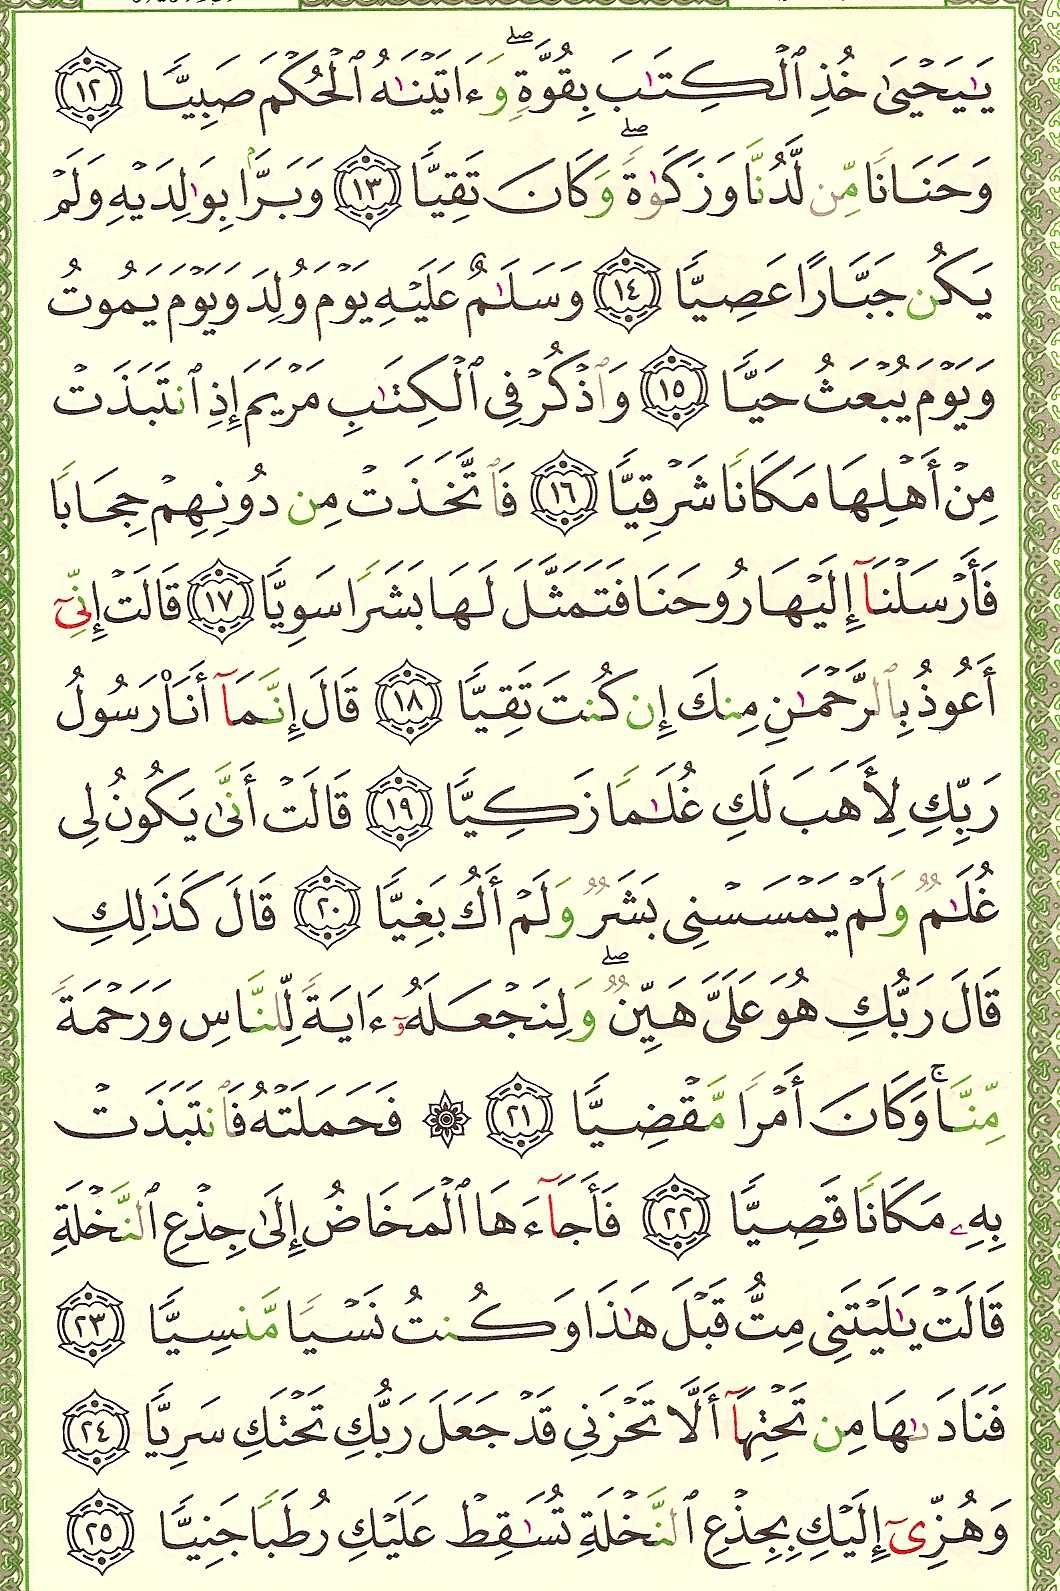 يَٰيَحْيَىٰ خُذِ ٱلْكِتَٰبَ بِقُوَّةٍۖ وَءَاتَيْنَٰهُ ٱلْحُكْمَ صَبِيًّا ١٢
وَحَنَانًا مِّن لَّدُنَّا وَزَكَوٰةًۖ وَكَانَ تَقِيًّا ١٣ وَبَرًّۢا بِوَٰلِدَيْهِ وَلَمْ
يَكُن جَبَّارًا عَصِيًّا ١٤ وَسَلَٰمٌ عَلَيْهِ يَوْمَ وُلِدَ وَيَوْمَ يَمُوتُ
وَيَوْمَ يُبْعَثُ حَيًّا ١٥ وَٱذْكُرْ فِى ٱلْكِتَٰبِ مَرْيَمَ إِذِ ٱنتَبَذَتْ
مِنْ أَهْلِهَا مَكَانًا شَرْقِيًّا ١٦ فَٱتَّخَذَتْ مِن دُونِهِمْ حِجَابًا
فَأَرْسَلْنَآ إِلَيْهَا رُوحَنَا فَتَمَثَّلَ لَهَا بَشَرًا سَوِيًّا ١٧ قَالَتْ إِنِّىٓ
أَعُوذُ بِٱلرَّحْمَٰنِ مِنكَ إِن كُنتَ تَقِيًّا ١٨ قَالَ إِنَّمَآ أَنَا۠ رَسُولُ
رَبِّكِ لِأَهَبَ لَكِ غُلَٰمًا زَكِيًّا ١٩ قَالَتْ أَنَّىٰ يَكُونُ لِى
غُلَٰمٌ وَلَمْ يَمْسَسْنِى بَشَرٌ وَلَمْ أَكُ بَغِيًّا ٢٠ قَالَ كَذَٰلِكِ
قَالَ رَبُّكِ هُوَ عَلَىَّ هَيِّنٌۖ وَلِنَجْعَلَهُۥٓ ءَايَةً لِّلنَّاسِ وَرَحْمَةً
مِّنَّاۚ وَكَانَ أَمْرًا مَّقْضِيًّا ٢١ ۞ فَحَمَلَتْهُ فَٱنتَبَذَتْ
بِهِۦ مَكَانًا قَصِيًّا ٢٢ فَأَجَآءَهَا ٱلْمَخَاضُ إِلَىٰ جِذْعِ ٱلنَّخْلَةِ
قَالَتْ يَٰلَيْتَنِى مِتُّ قَبْلَ هَٰذَا وَكُنتُ نَسْيًا مَّنسِيًّا ٢٣
فَنَادَىٰهَا مِن تَحْتِهَآ أَلَّا تَحْزَنِى قَدْ جَعَلَ رَبُّكِ تَحْتَكِ سَرِيًّا ٢٤
وَهُزِّىٓ إِلَيْكِ بِجِذْعِ ٱلنَّخْلَةِ تُسَٰقِطْ عَلَيْكِ رُطَبًا جَنِيًّا ٢٥